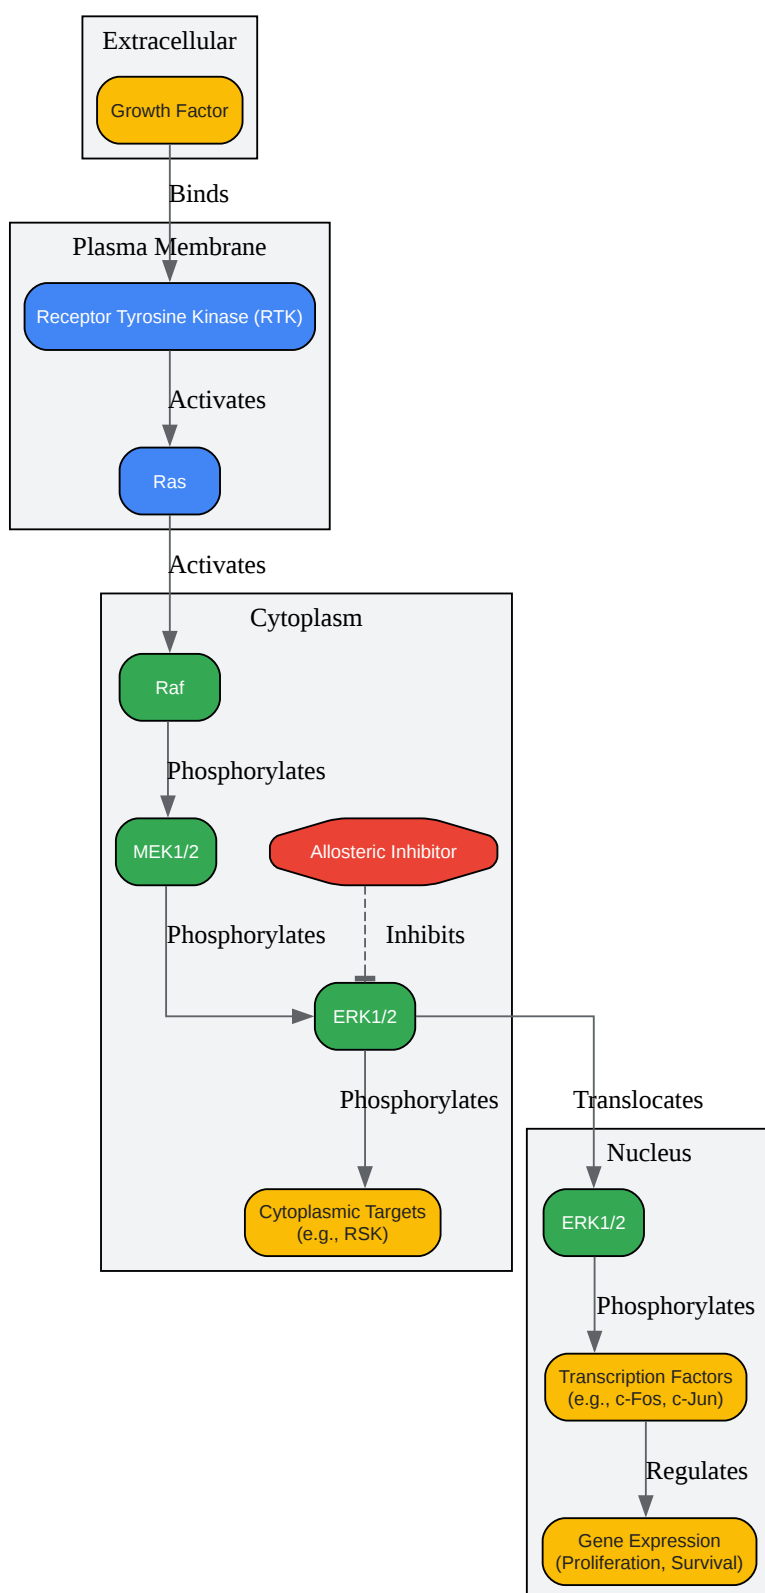 Extracellular
Growth Factor
Binds
Plasma Membrane
Receptor Tyrosine Kinase (RTK)
Activates
Ras
Activates
Cytoplasm
Raf
Phosphorylates
MEK1/2
Allosteric Inhibitor
Phosphorylates
Inhibits
ERK1/2
Phosphorylates
Translocates
Nucleus
Cytoplasmic Targets
(e.g., RSK)
ERK1/2
Phosphorylates
Transcription Factors
(e.g., c-Fos, c-Jun)
Regulates
Gene Expression
(Proliferation, Survival)